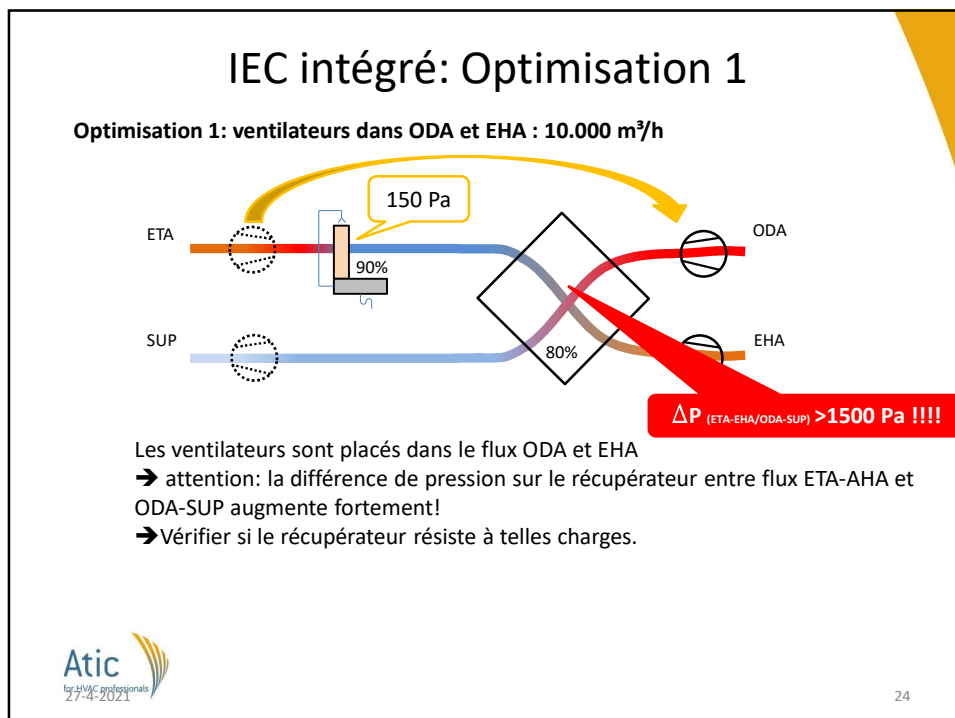 IEC intégré: Optimisation 1
Optimisation 1: ventilateurs dans ODA et EHA : 10.000 m³/h
150 Pa
ETA
ODA
90%
SUP
EHA
80%
ΔP (ETA-EHA/ODA-SUP) >1500 Pa !!!!
Les ventilateurs sont placés dans le flux ODA et EHA
➔ attention: la différence de pression sur le récupérateur entre flux ETA-AHA et
ODA-SUP augmente fortement!
➔Vérifier si le récupérateur résiste à telles charges.
Atic
for HVAC professionals
27-4-2021
24